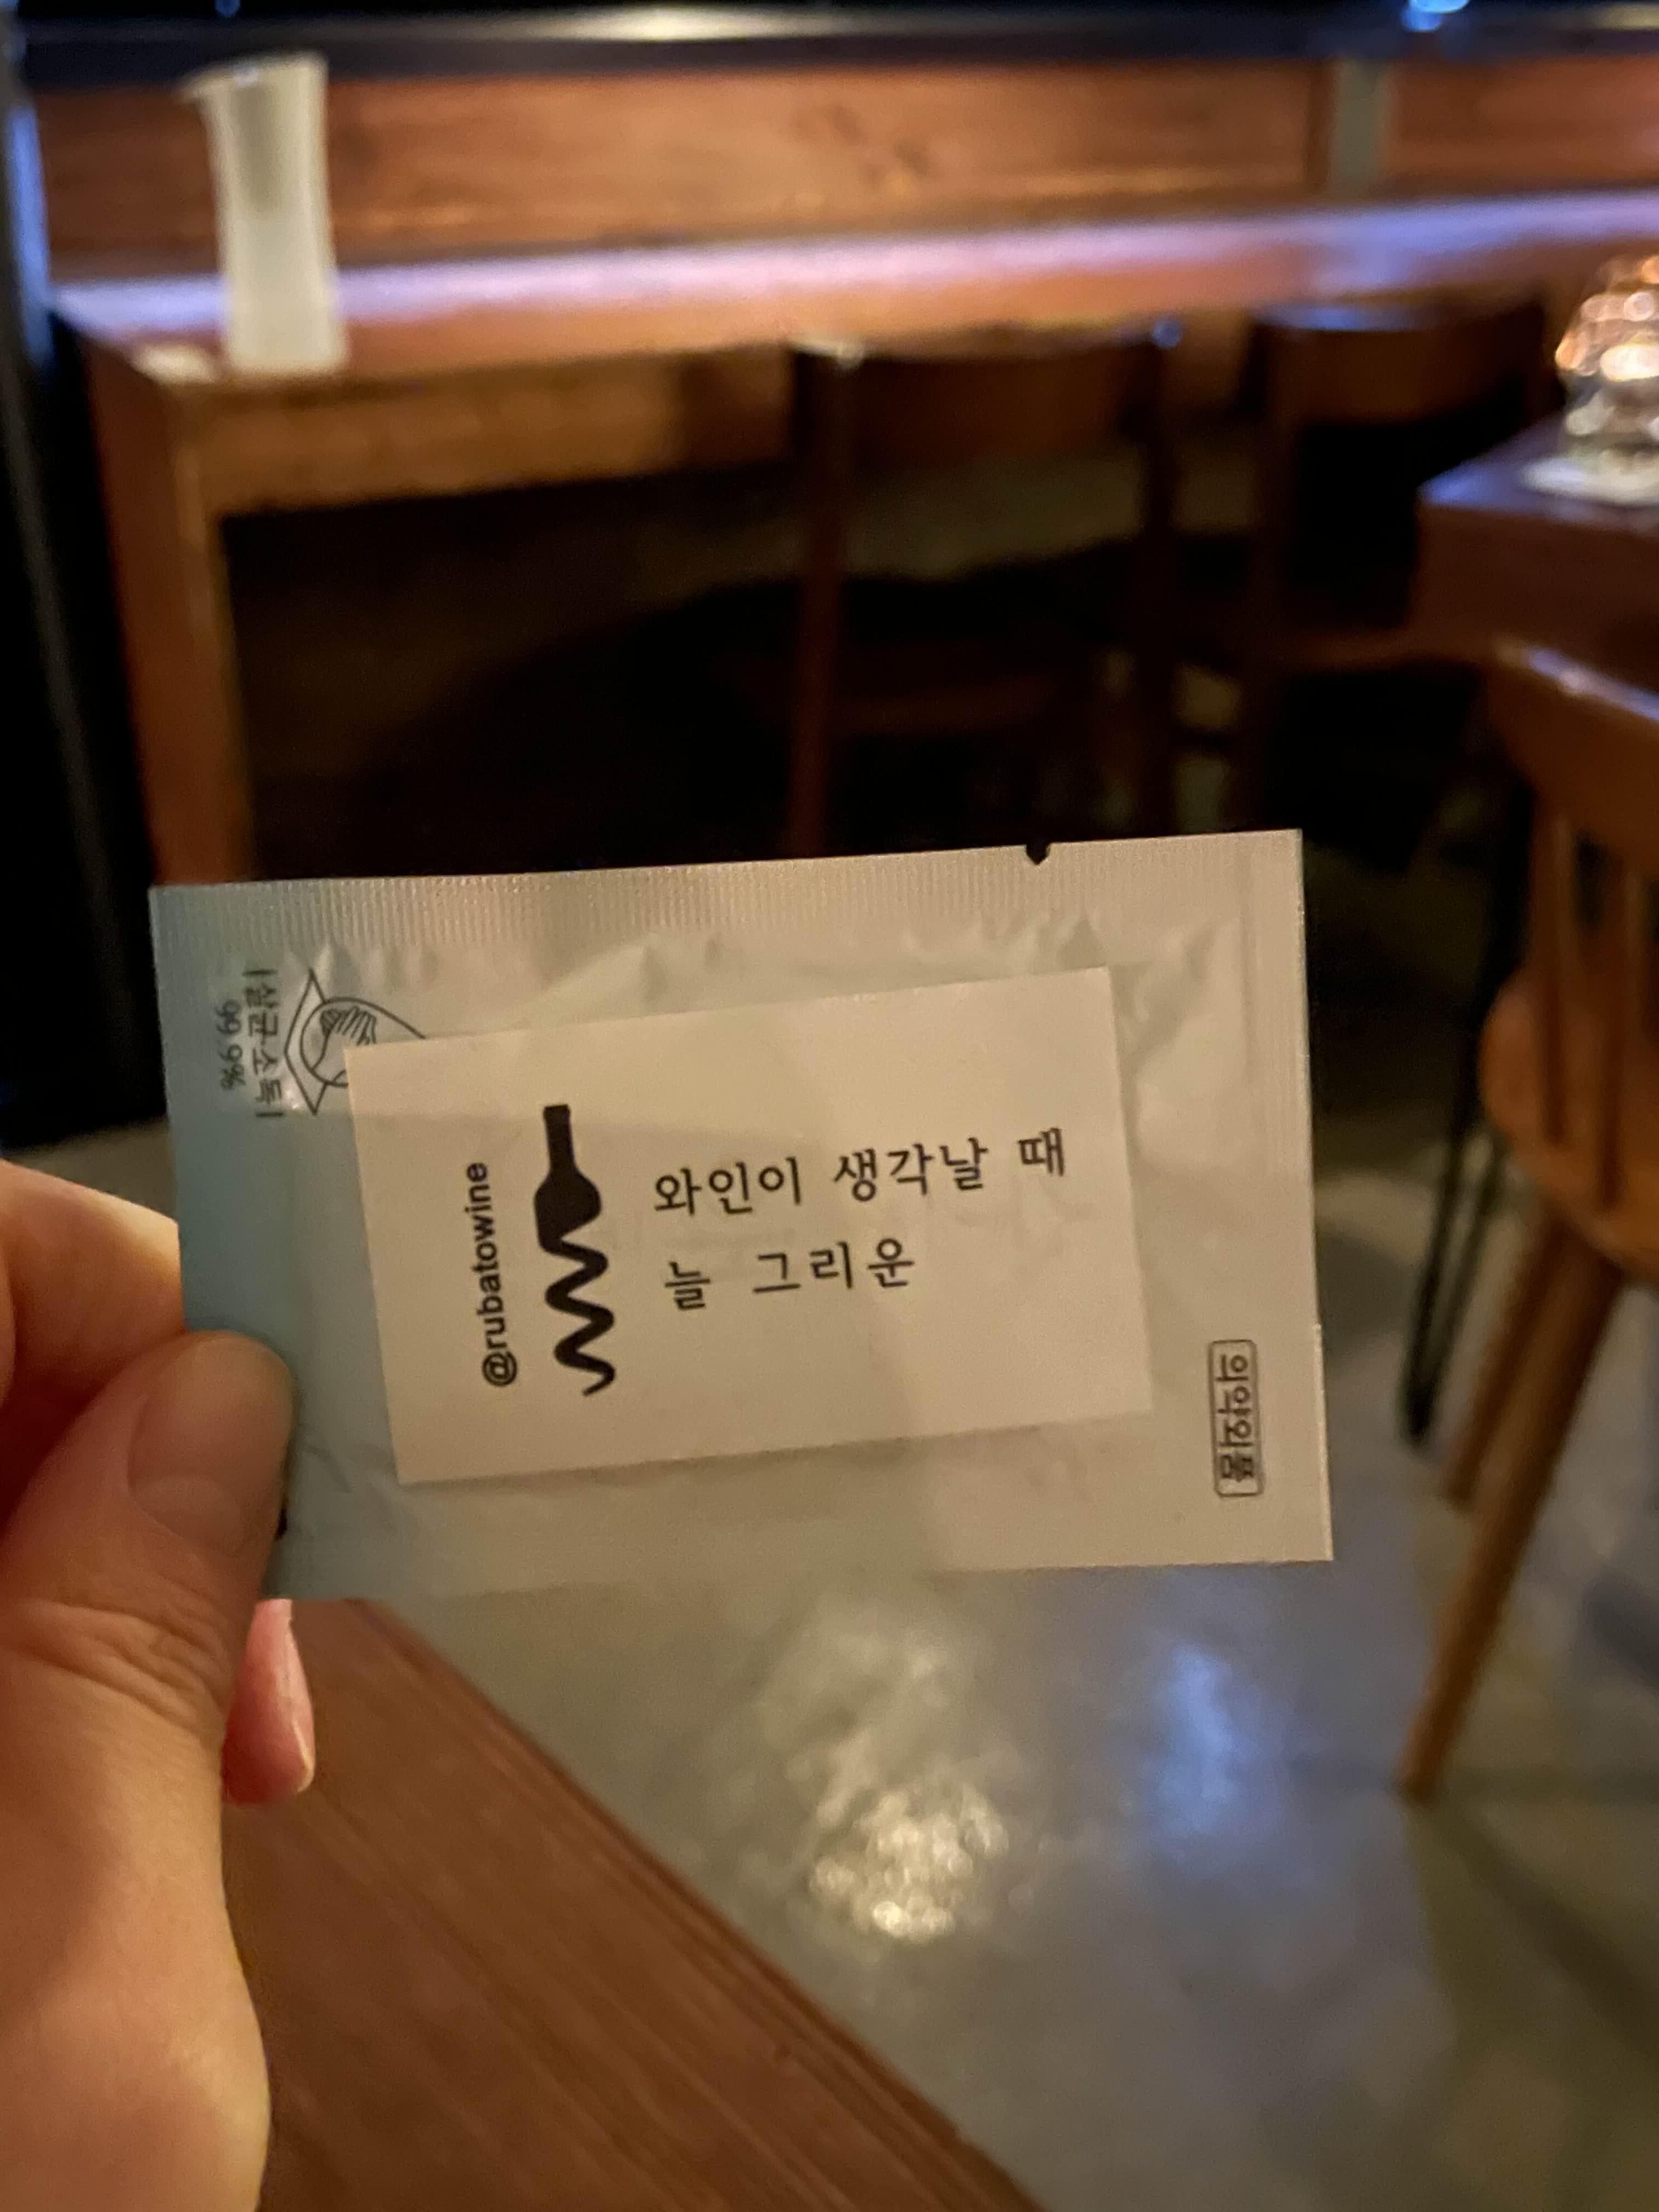 |살균소독|
99.9%
@rubatowine
와인이 생각날 때
늘 그리운
의약외품